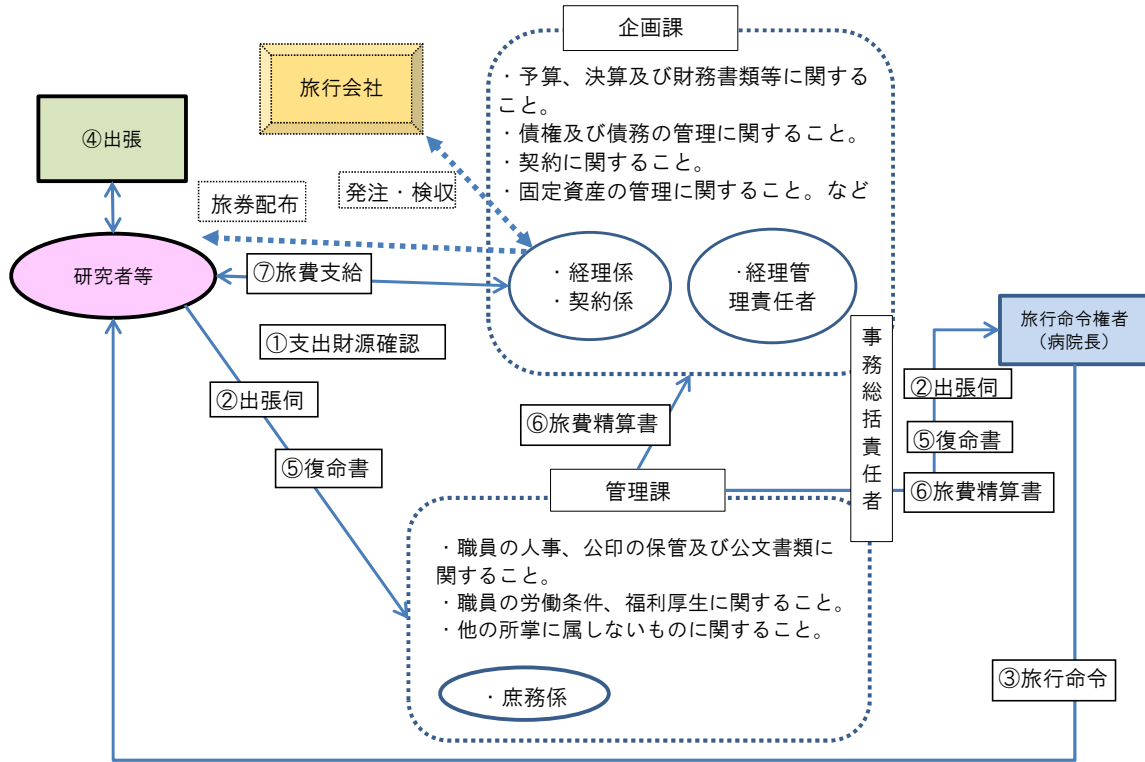 企画課
旅行会社
・予算、決算及び財務書類等に関する
こと。
・債権及び債務の管理に関すること。
・契約に関すること。
・固定資産の管理に関すること。など
④出張
発注・検収
旅券配布
研究者等
⑦旅費支給
・経理係
・契約係
・経理管
理責任者
旅行命令権者
（病院長）
①支出財源確認
事務総括責任者
②出張伺
②出張伺
⑥旅費精算書
⑤復命書
⑤復命書
管理課
⑥旅費精算書
・職員の人事、公印の保管及び公文書類に
関すること。
・職員の労働条件、福利厚生に関すること。
・他の所掌に属しないものに関すること。
③旅行命令
・庶務係